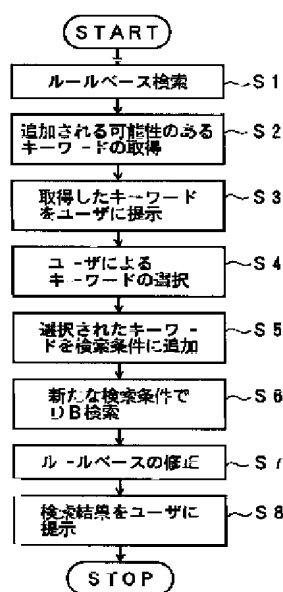 START
ルールベース検索
S1
追加される可能性のある
キーワードの取得
S2
取得したキーワード
をユーザに提示
S3
ユーザによる
キーワードの選択
S4
選択されたキーワー
ドを検索条件に追加
S5
新たな検索条件で
DB検索
S6
ルールベースの修正
S7
検索結果をユーザに
提示
S8
STOP